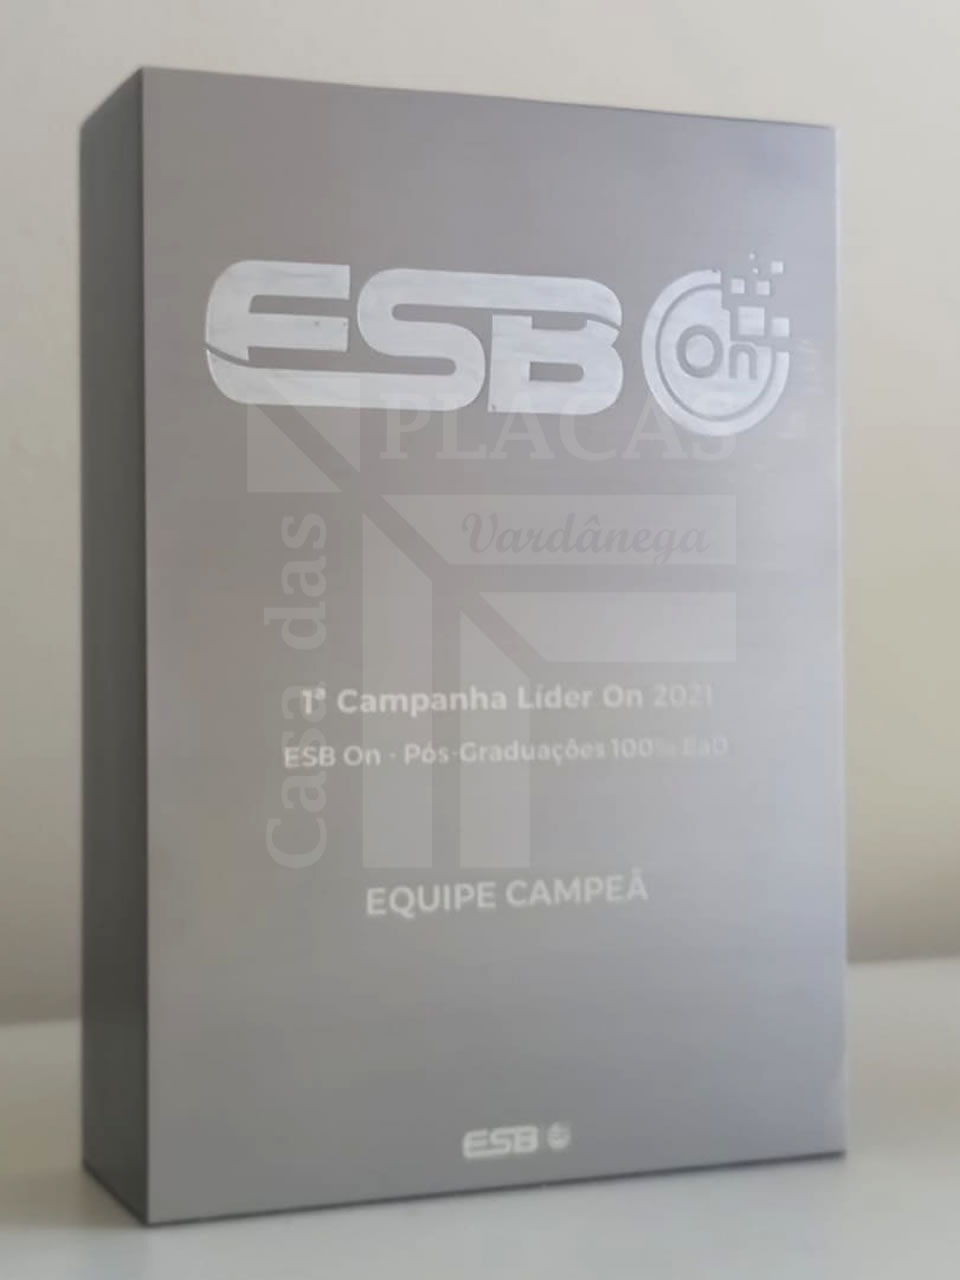 ESB On
PLACAS
Vardânega
Casa das
1ª Campanha Líder On 2021
ESB On - Pós-Graduações 100% EaD
EQUIPE CAMPEÃ
ESB